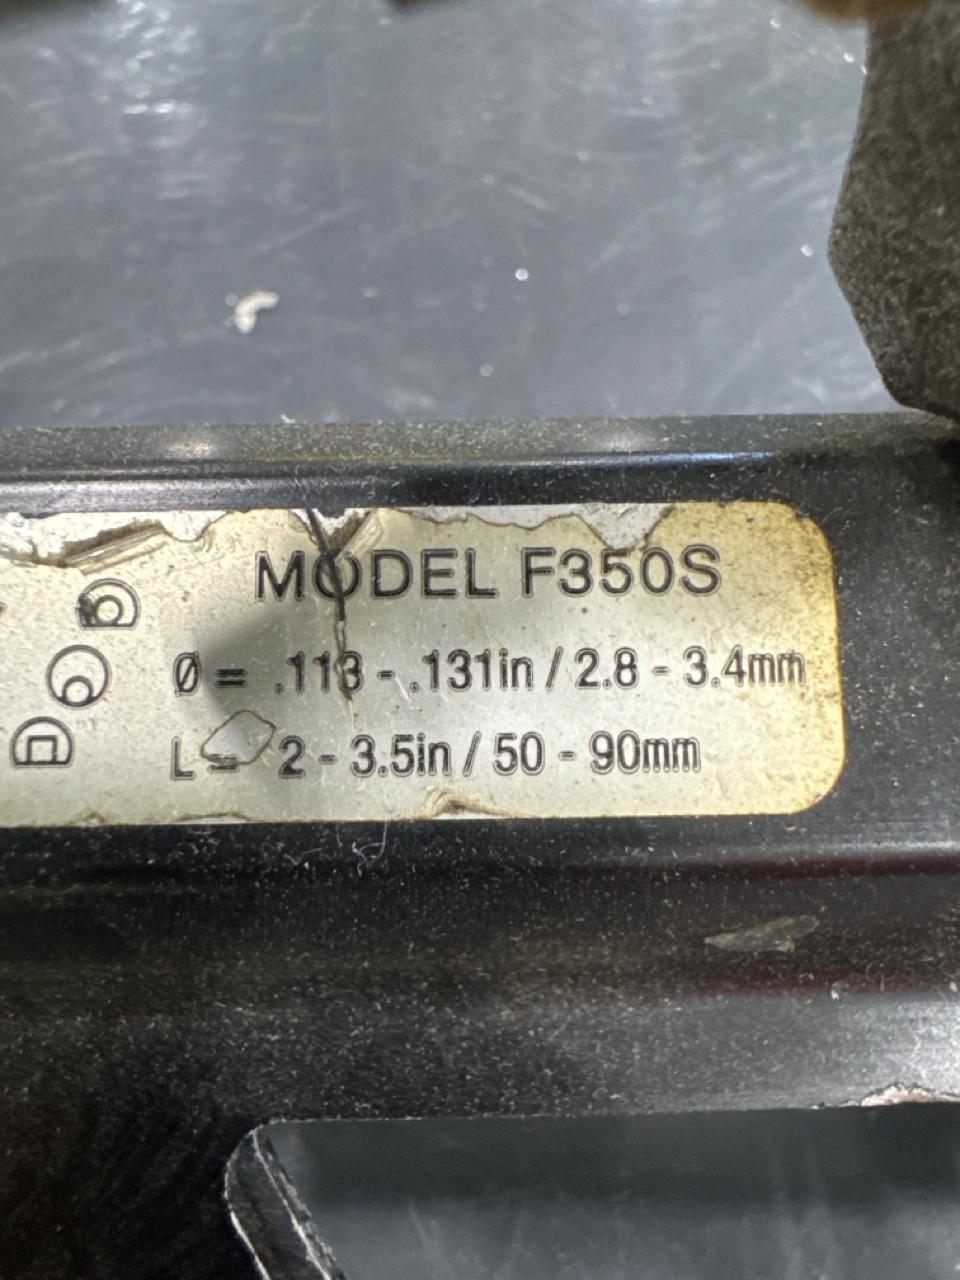 MODEL F350S
Ø = .113 - .131in / 2.8 - 3.4mm
L = 2 - 3.5in / 50 - 90mm